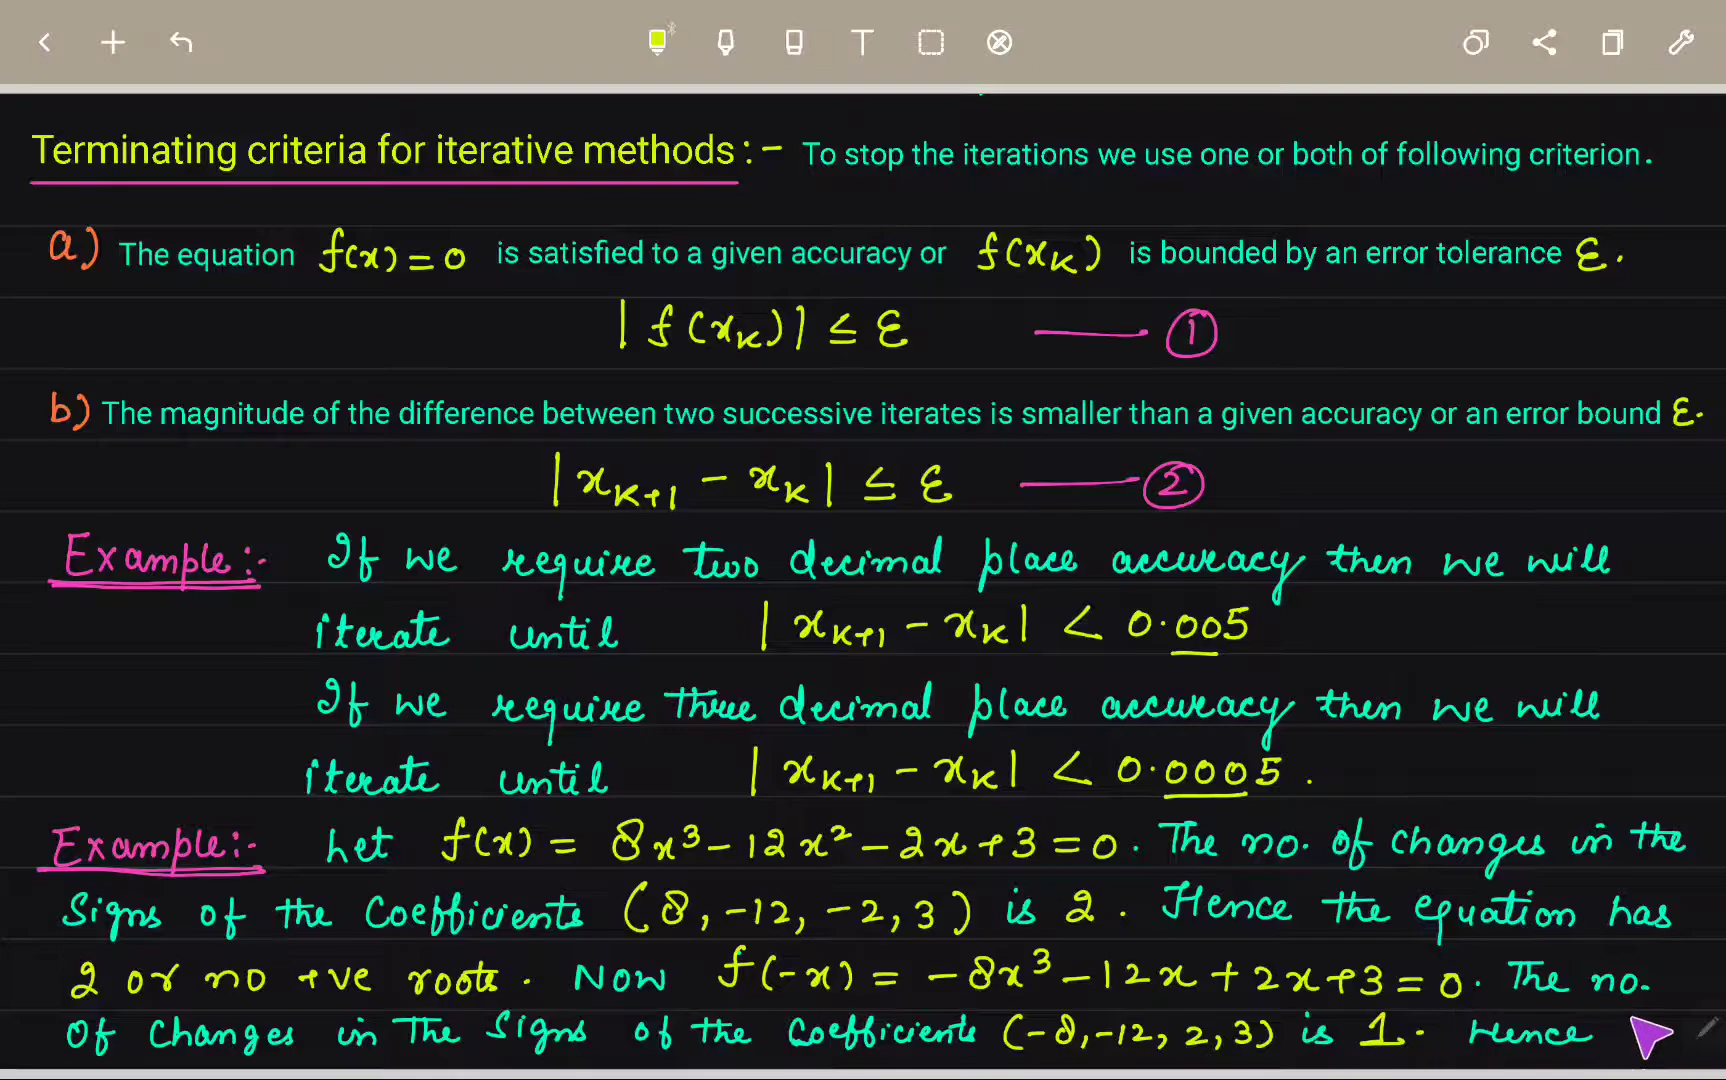 Terminating criteria for iterative methods :- To stop the iterations we use one or both of following criterion.
a) The equation f(x) = 0 is satisfied to a given accuracy or f(xₖ) is bounded by an error tolerance ε.
| f(xₖ) | ≤ ε —— ①
b) The magnitude of the difference between two successive iterates is smaller than a given accuracy or an error bound ε.
| xₖ₊₁ - xₖ | ≤ ε —— ②
Example:- If we require two decimal place accuracy then we will
iterate until | xₖ₊₁ - xₖ | < 0.005
If we require three decimal place accuracy then we will
iterate until | xₖ₊₁ - xₖ | < 0.0005 .
Example:- Let f(x) = 8x³ - 12x² - 2x + 3 = 0 . The no. of changes in the
Signs of the Coefficients (8, -12, -2, 3) is 2 . Hence the equation has
2 or no +ve roots . Now f(-x) = -8x³ - 12x + 2x + 3 = 0 . The no.
Of changes in The Signs of the Coefficients (-8, -12, 2, 3) is 1 . Hence